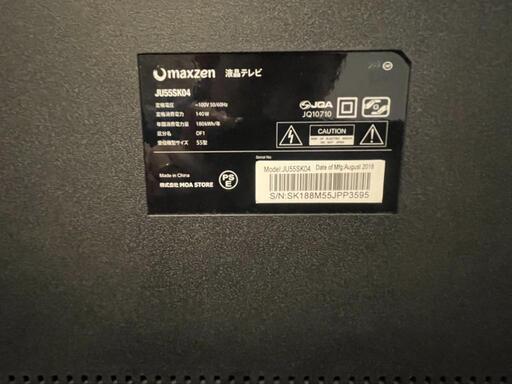 maxzen 液晶テレビ
JU55SK04
定格電圧 : ~100V 50/60Hz
定格消費電力 : 140W
年間消費電力量 : 180kWh/年
区分名 : DF1
受信機型サイズ : 55型
Made in China
株式会社 MOA STORE
PS
E
JQA
JQ10710
CAUTION
Serial No:
Model:JU55SK04 Date of Mfg:August 2018
S/N:SK188M55JPP3595